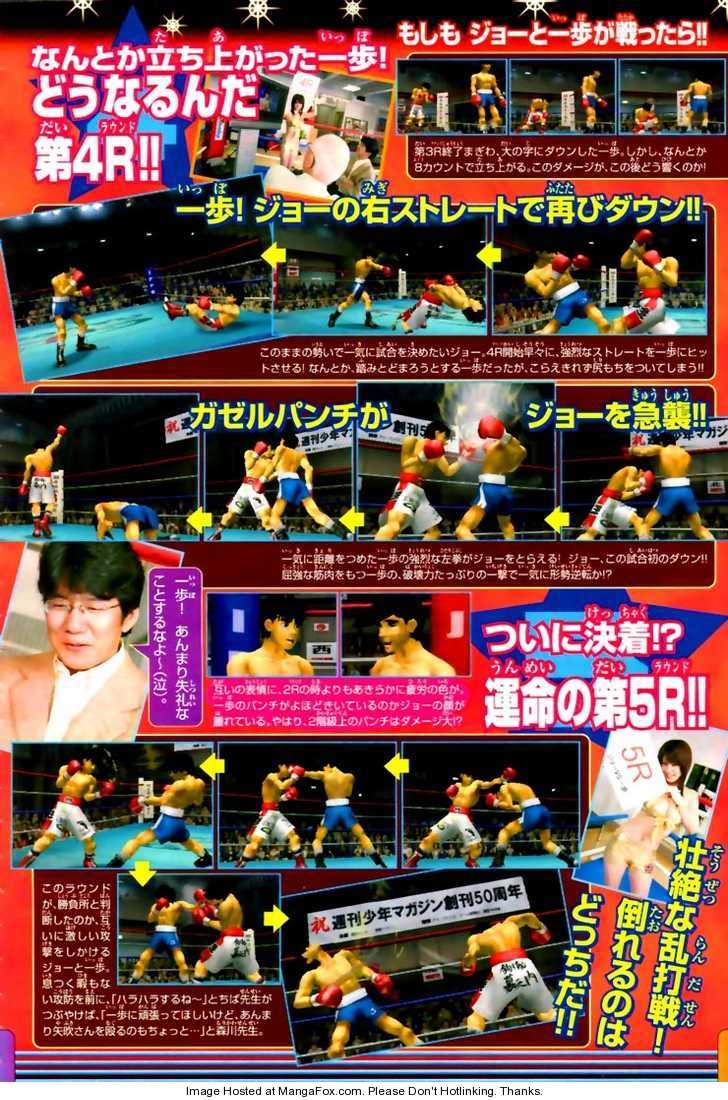 もしも ジョーと一歩が戦ったら!!
なんとか立ち上がった一歩!
どうなるんだ
第4R!!
第3R終了まぎわ、大の字にダウンした一歩。しかし、なんとか
8カウントで立ち上がる。このダメージが、この後どう響くのか!
一歩! ジョーの右ストレートで再びダウン!!
このままの勢いで一気に試合を決めたいジョー。4R開始早々に、強烈なストレートを一歩にヒッ
トさせる! なんとか、踏みとどまろうとする一歩だったが、こらえきれず尻もちをついてしまう!!
ガゼルパンチが ジョーを急襲!!
一気に距離をつめた一歩の強烈な左拳がジョーをとらえる! ジョー、この試合初のダウン!!
屈強な筋肉をもつ一歩の、破壊力たっぷりの一撃で一気に形勢逆転か!?
一歩! あんまり失礼な
ことするなよ〜(泣)。
互いの表情に、2Rの時よりもあきらかに疲労の色が。
一歩のパンチがよほどきいているのかジョーの顔が
腫れている。やはり、2階級上のパンチはダメージ大!?
ついに決着!?
運命の第5R!!
5R
壮絶な乱打戦!
倒れるのは
どっちだ!!
このラウンド
が、勝負所と判
断したのか、互
いに激しい攻
撃をしかける
ジョーと一歩。
息つく暇もな
い攻防を前に、「ハラハラするね〜」とちば先生が
つぶやけば、「一歩に頑張ってほしいけど、あんま
り矢吹さんを殴るのもちょっと…」と森川先生。
祝 週刊少年マガジン創刊50周年
Image Hosted at MangaFox.com. Please Don't Hotlinking. Thanks.